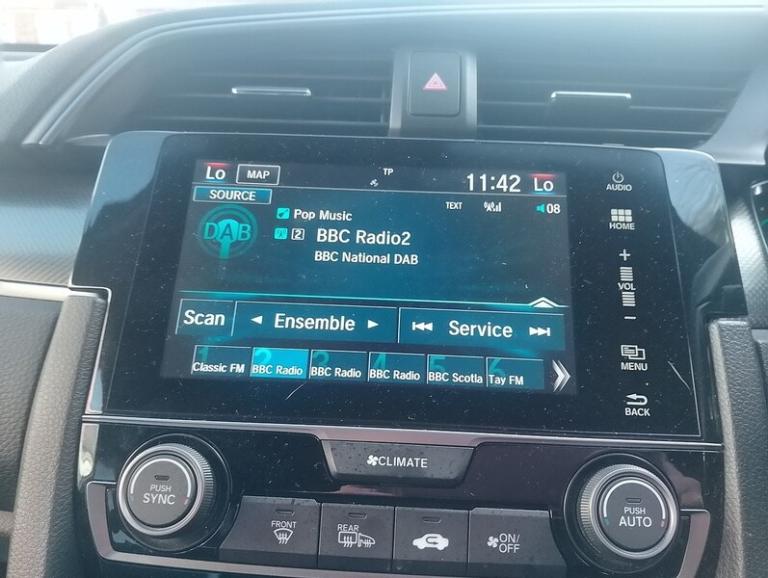 Lo MAP TP 11:42 Lo
SOURCE TEXT 08
DAB
Pop Music
2 BBC Radio2
BBC National DAB
Scan Ensemble Service
1 2 3 4 5 6
Classic FM BBC Radio BBC Radio BBC Radio BBC Scotla Tay FM
AUDIO
HOME
+
VOL
−
MENU
BACK
CLIMATE
PUSH
SYNC
FRONT
REAR
ON/
OFF
PUSH
AUTO